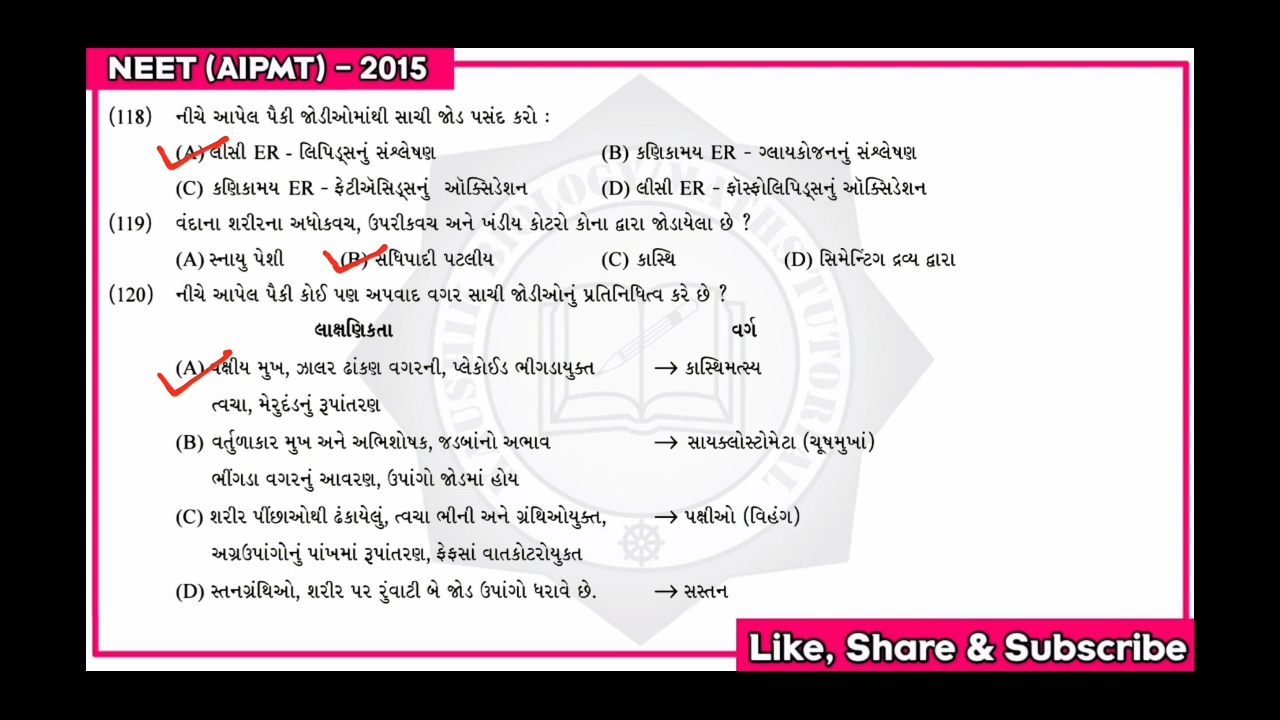 NEET (AIPMT) – 2015
(118) નીચે આપેલ પૈકી જોડીઓમાંથી સાચી જોડ પસંદ કરો :
(A) લીસી ER - લિપિડ્સનું સંશ્લેષણ (B) કણિકામય ER - ગ્લાયકોજનનું સંશ્લેષણ
(C) કણિકામય ER - ફેટીઍસિડ્સનું ઑક્સિડેશન (D) લીસી ER - ફૉસ્ફોલિપિડ્સનું ઑક્સિડેશન
(119) વંદાના શરીરના અધોકવચ, ઉપરીકવચ અને ખંડીય કોટરો કોના દ્વારા જોડાયેલા છે ?
(A) સ્નાયુ પેશી (B) સંધિપાદી પટલીય (C) કાસ્થિ (D) સિમેન્ટિંગ દ્રવ્ય દ્વારા
(120) નીચે આપેલ પૈકી કોઈ પણ અપવાદ વગર સાચી જોડીઓનું પ્રતિનિધિત્વ કરે છે ?
લાક્ષણિકતા વર્ગ
(A) વક્ષીય મુખ, ઝાલર ઢાંકણ વગરની, પ્લેકોઈડ ભીગડાયુક્ત → કાસ્થિમત્સ્ય
ત્વચા, મેરુદંડનું રૂપાંતરણ
(B) વર્તુળાકાર મુખ અને અભિશોષક, જડબાંનો અભાવ → સાયક્લોસ્ટોમેટા (ચૂષમુખાં)
ભીંગડા વગરનું આવરણ, ઉપાંગો જોડમાં હોય
(C) શરીર પીંછાઓથી ઢંકાયેલું, ત્વચા ભીની અને ગ્રંથિઓયુક્ત, → પક્ષીઓ (વિહંગ)
અગ્રઉપાંગોનું પાંખમાં રૂપાંતરણ, ફેફસાં વાતકોટરોયુક્ત
(D) સ્તનગ્રંથિઓ, શરીર પર રુંવાટી બે જોડ ઉપાંગો ધરાવે છે. → સસ્તન
Like, Share & Subscribe